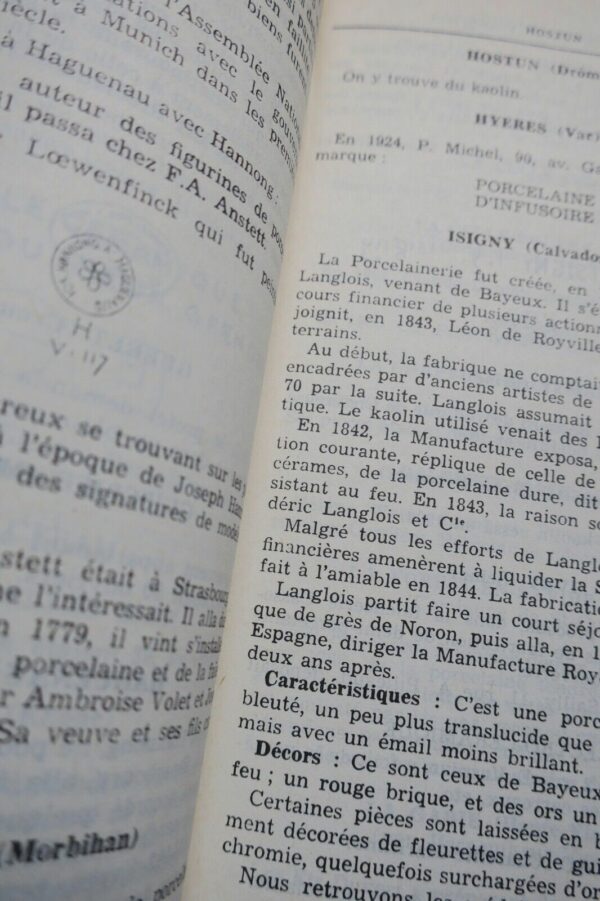 l'Assemblée Nati
ations avec le gouv
t à Munich dans les prem
iècle.
à Haguenau avec Hannong:
auteur des figurines de
il passa chez F.A. Anstett.
Lœwenfinck qui fut
H
V. 117
reux se trouvant sur les
à l'époque de Joseph Han
des signatures de model
stett était à Strasbou
ne l'intéressait. Il alla
n 1779, il vint s'instal
porcelaine et de la
r Ambroise Volet et
Sa veuve et ses fils
(Morbihan)
HOSTUN
HOSTUN (Drôm
On y trouve du kaolin.
HYERES (Var)
En 1924, P. Michel, 90, av. Ga
marque :
PORCELAINE
D'INFUSOIRE
ISIGNY (Calvado
La Porcelainerie fut créée, en
Langlois, venant de Bayeux. Il s'é
cours financier de plusieurs action
joignit, en 1843, Léon de Royville
terrains.
Au début, la fabrique ne comptai
encadrées par d'anciens artistes de
70 par la suite. Langlois assumait
tique. Le kaolin utilisé venait des
En 1842, la Manufacture exposa,
tion courante, réplique de celle de
cérames, de la porcelaine dure, dit
sistant au feu. En 1843, la raison so
déric Langlois et Cie.
Malgré tous les efforts de Langlo
financières amenèrent à liquider la S
fait à l'amiable en 1844. La fabricati
Langlois partit faire un court séjo
que de grès de Noron, puis alla, en 1
Espagne, diriger la Manufacture Roy
deux ans après.
Caractéristiques : C'est une porc
bleuté, un peu plus translucide que
mais avec un émail moins brillant.
Décors : Ce sont ceux de Bayeux
feu ; un rouge brique, et des ors un
Certaines pièces sont laissées en b
ment décorées de fleurettes et de gui
chromie, quelquefois surchargées d'or
Nous retrouvons